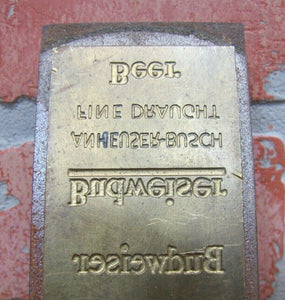 Budweiser
Budweiser
ANHEUSER-BUSCH
FINE DRAUGHT
Beer